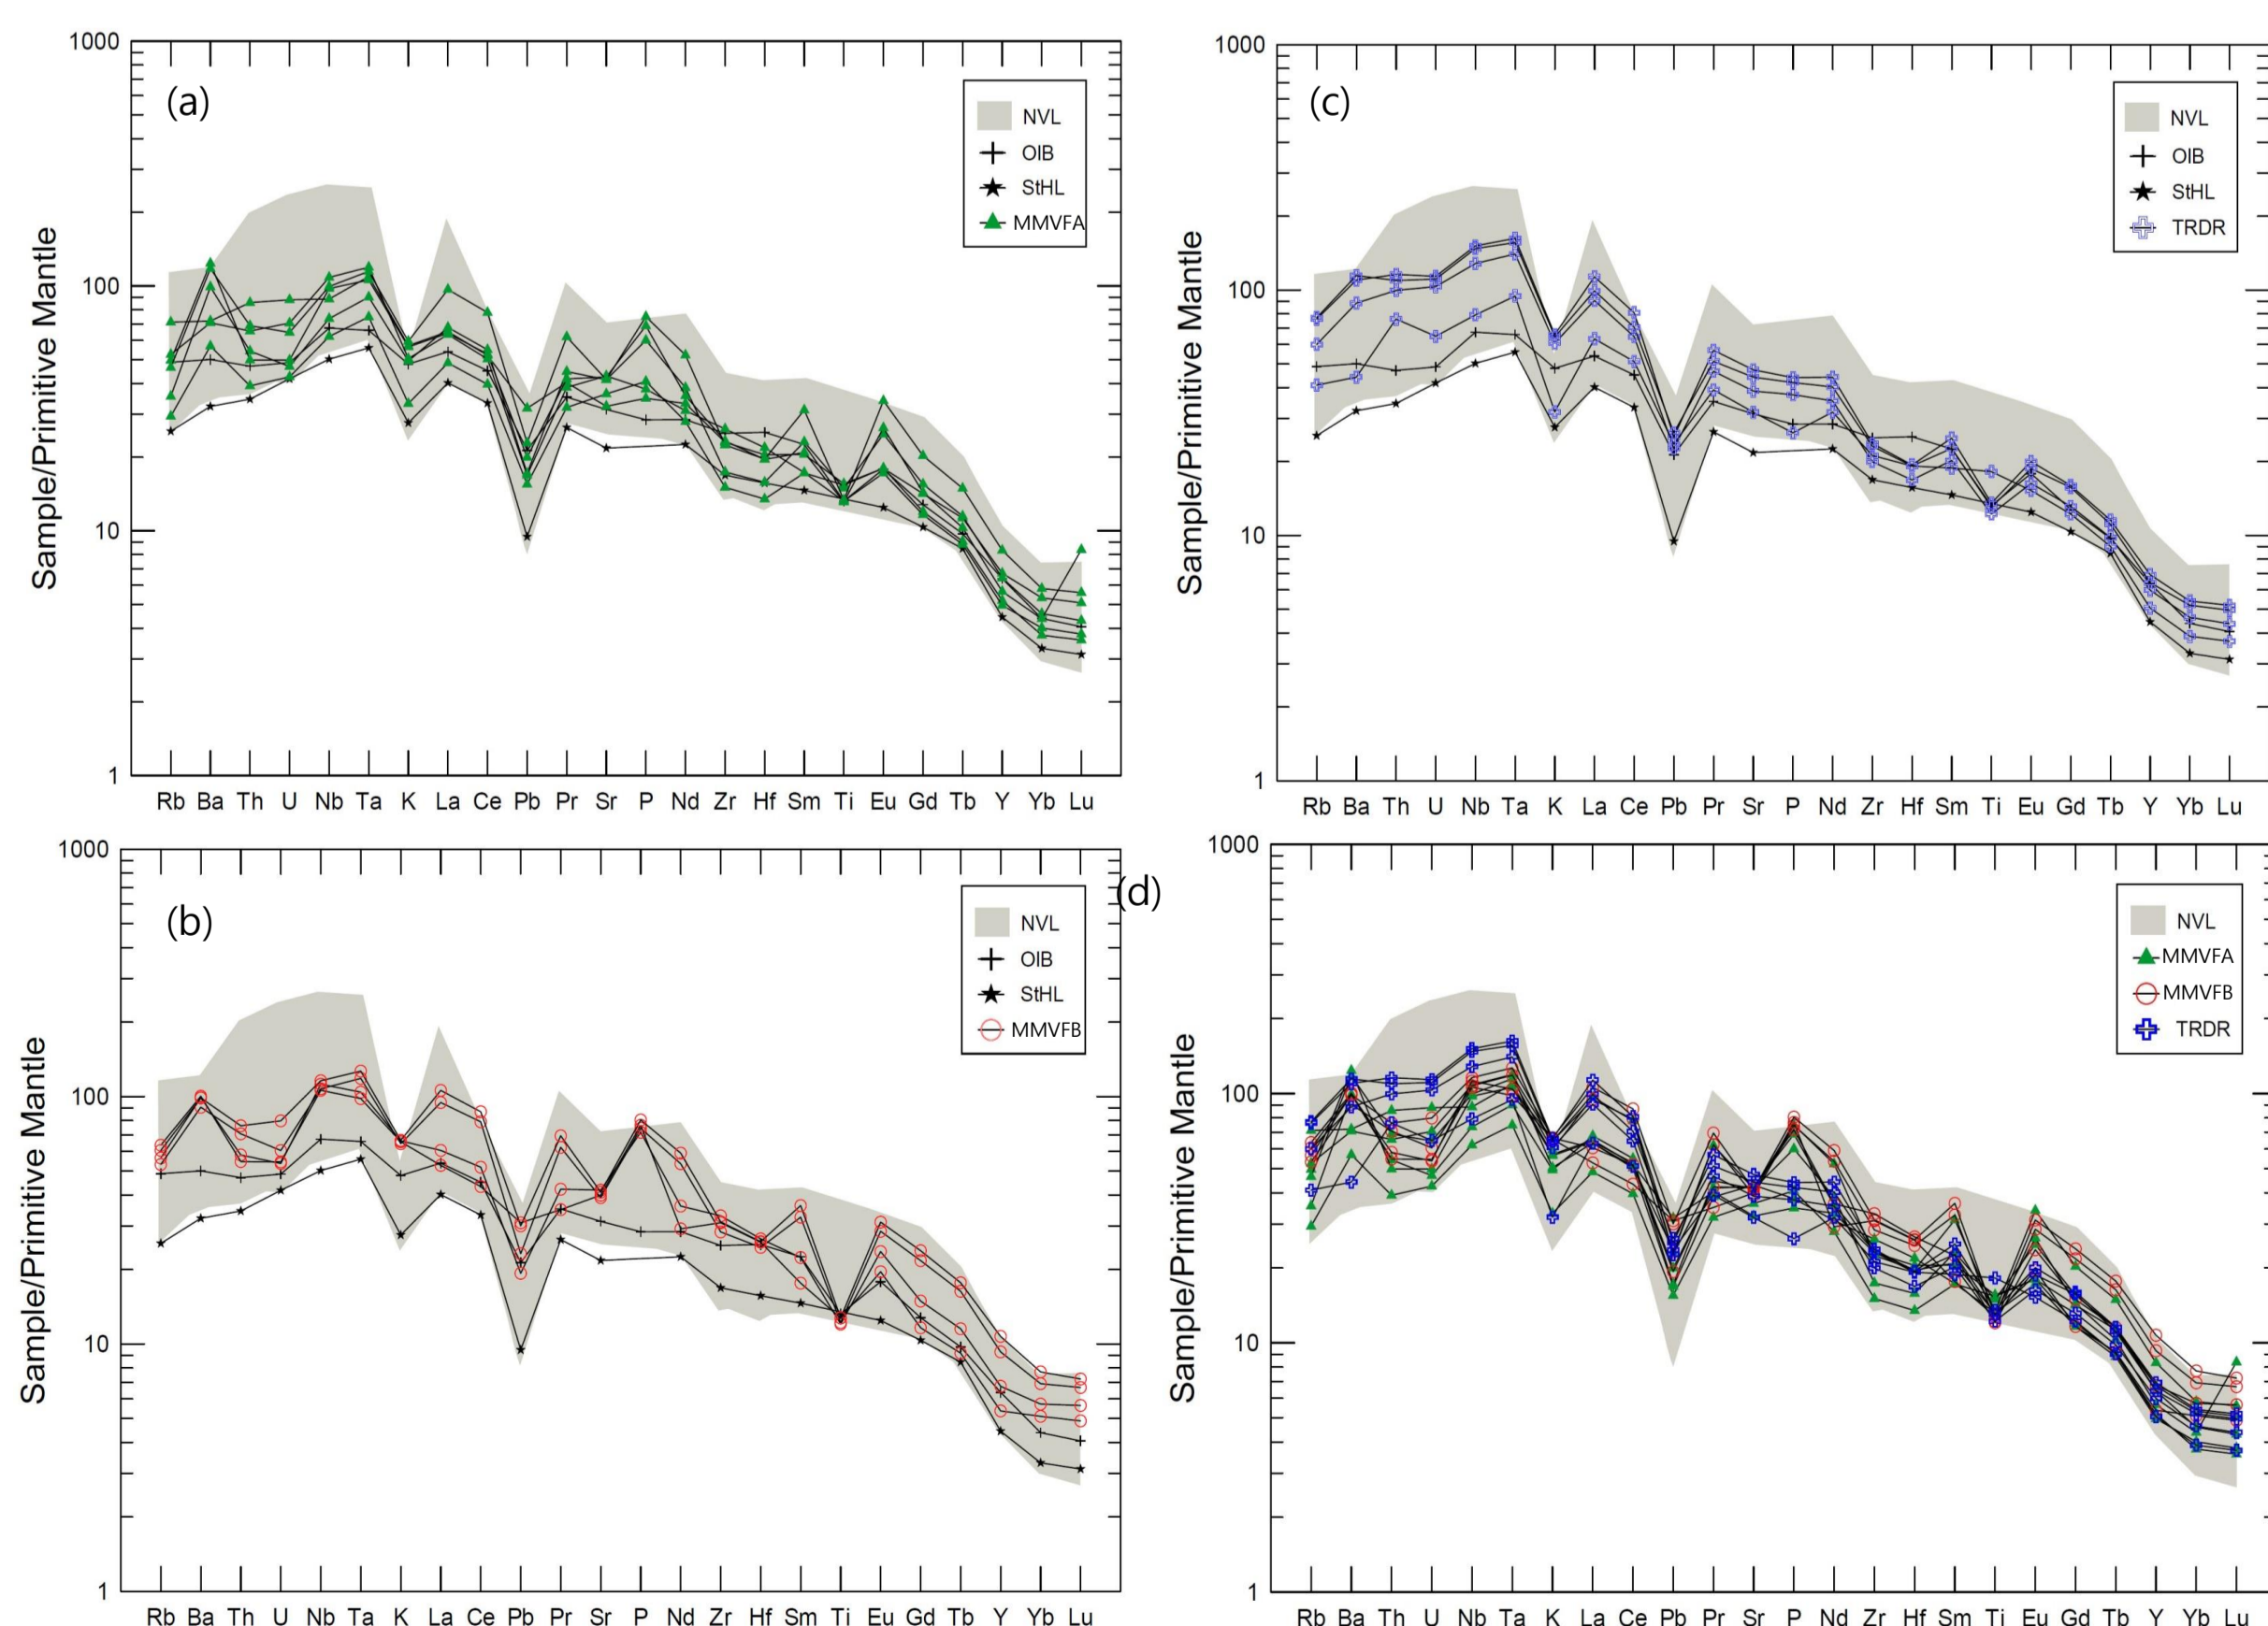 1000
(a)
NVL
OIB
StHL
MMVFA
100
10
1
Sample/Primitive Mantle
Rb Ba Th U Nb Ta K La Ce Pb Pr Sr P Nd Zr Hf Sm Ti Eu Gd Tb Y Yb Lu
1000
(c)
NVL
OIB
StHL
TRDR
100
10
1
Sample/Primitive Mantle
Rb Ba Th U Nb Ta K La Ce Pb Pr Sr P Nd Zr Hf Sm Ti Eu Gd Tb Y Yb Lu
1000
(b)
NVL
OIB
StHL
MMVFB
100
10
1
Sample/Primitive Mantle
Rb Ba Th U Nb Ta K La Ce Pb Pr Sr P Nd Zr Hf Sm Ti Eu Gd Tb Y Yb Lu
1000
(d)
NVL
MMVFA
MMVFB
TRDR
100
10
1
Sample/Primitive Mantle
Rb Ba Th U Nb Ta K La Ce Pb Pr Sr P Nd Zr Hf Sm Ti Eu Gd Tb Y Yb Lu